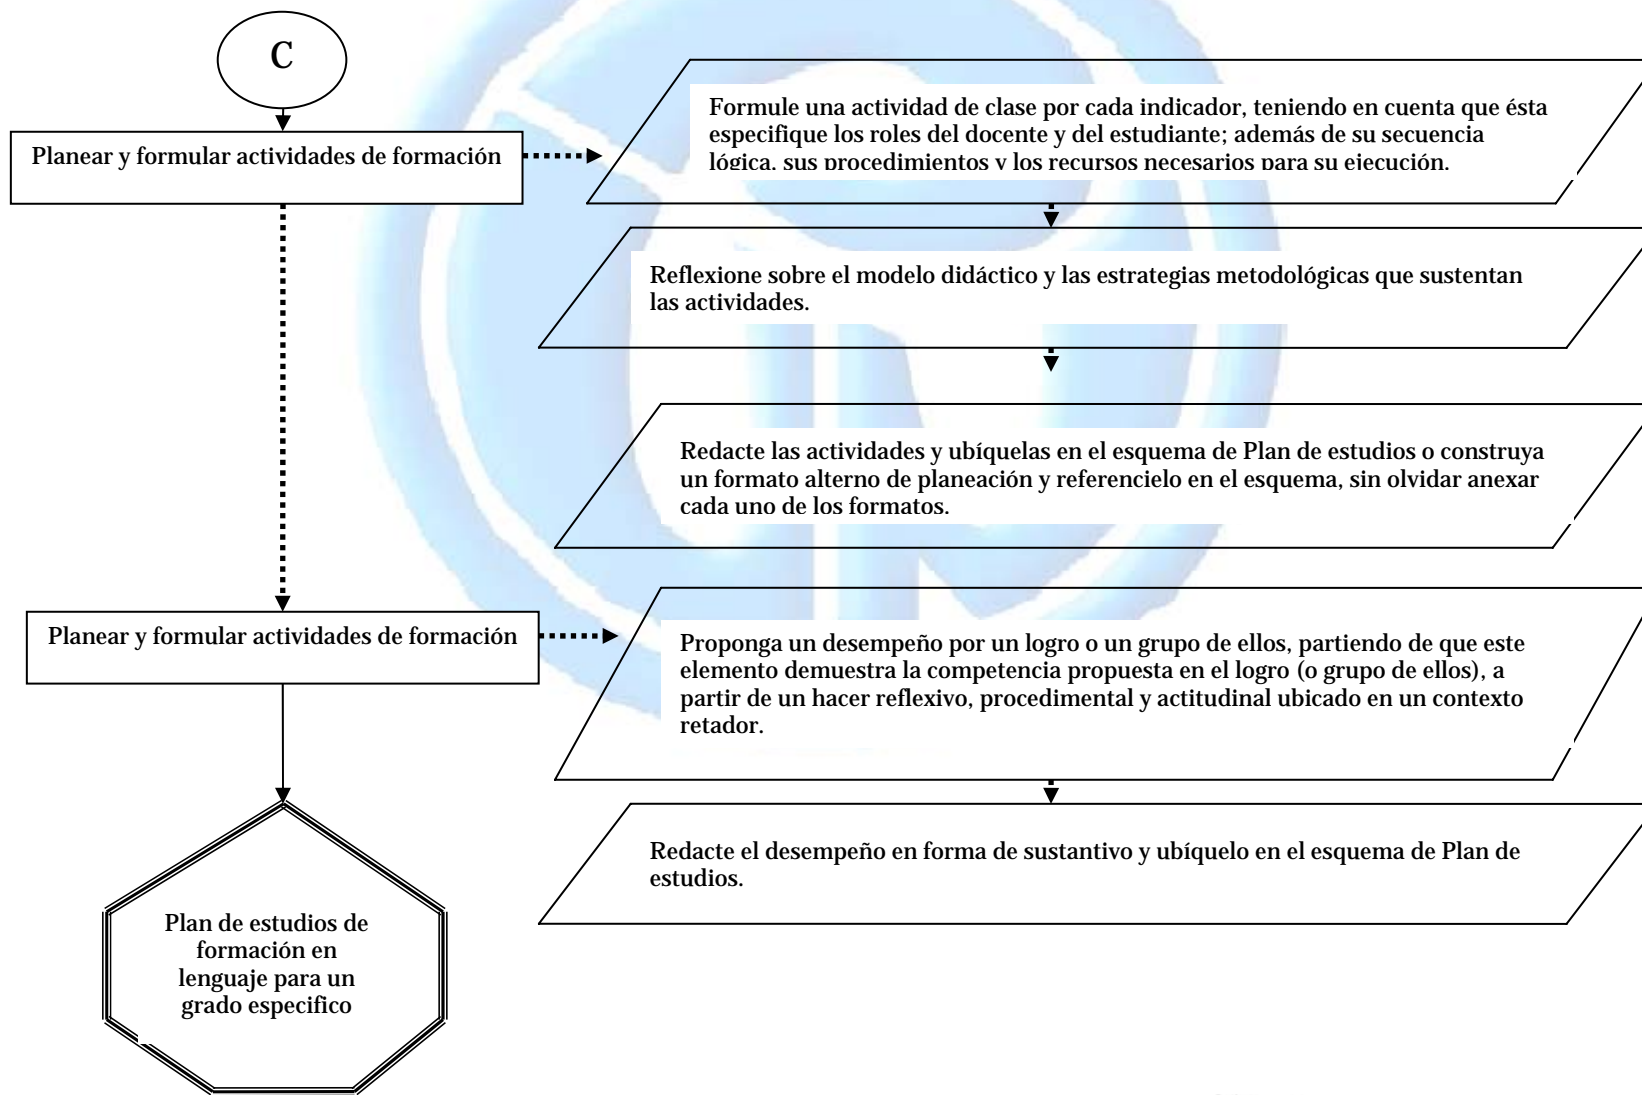 C
Planear y formular actividades de formación
Formule una actividad de clase por cada indicador, teniendo en cuenta que ésta
especifique los roles del docente y del estudiante; además de su secuencia
lógica, sus procedimientos y los recursos necesarios para su ejecución.
Reflexione sobre el modelo didáctico y las estrategias metodológicas que sustentan
las actividades.
Redacte las actividades y ubíquelas en el esquema de Plan de estudios o construya
un formato alterno de planeación y referencielo en el esquema, sin olvidar anexar
cada uno de los formatos.
Planear y formular actividades de formación
Proponga un desempeño por un logro o un grupo de ellos, partiendo de que este
elemento demuestra la competencia propuesta en el logro (o grupo de ellos), a
partir de un hacer reflexivo, procedimental y actitudinal ubicado en un contexto
retador.
Redacte el desempeño en forma de sustantivo y ubíquelo en el esquema de Plan de
estudios.
Plan de estudios de
formación en
lenguaje para un
grado especifico